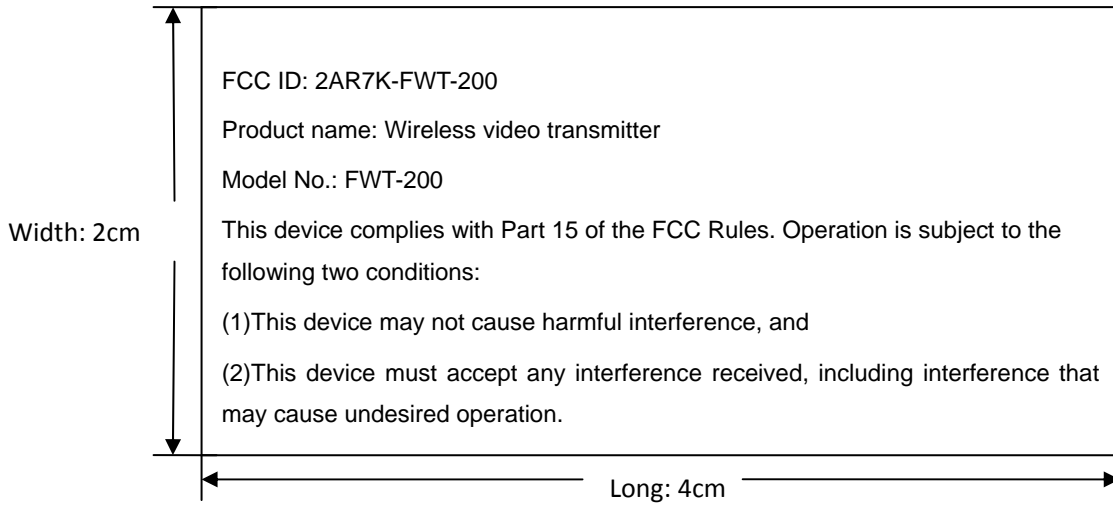 FCC ID: 2AR7K-FWT-200
Product name: Wireless video transmitter
Model No.: FWT-200
Width: 2cm
This device complies with Part 15 of the FCC Rules. Operation is subject to the
following two conditions:
(1)This device may not cause harmful interference, and
(2)This device must accept any interference received, including interference that
may cause undesired operation.
Long: 4cm